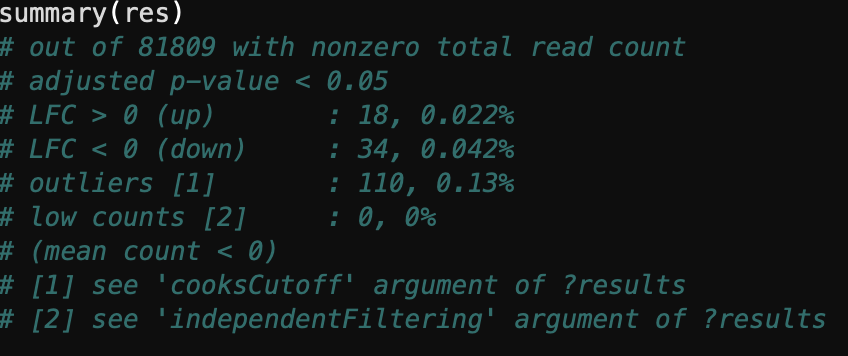 summary(res)
# out of 81809 with nonzero total read count
# adjusted p-value < 0.05
# LFC > 0 (up)       : 18, 0.022%
# LFC < 0 (down)     : 34, 0.042%
# outliers [1]       : 110, 0.13%
# low counts [2]     : 0, 0%
# (mean count < 0)
# [1] see 'cooksCutoff' argument of ?results
# [2] see 'independentFiltering' argument of ?results